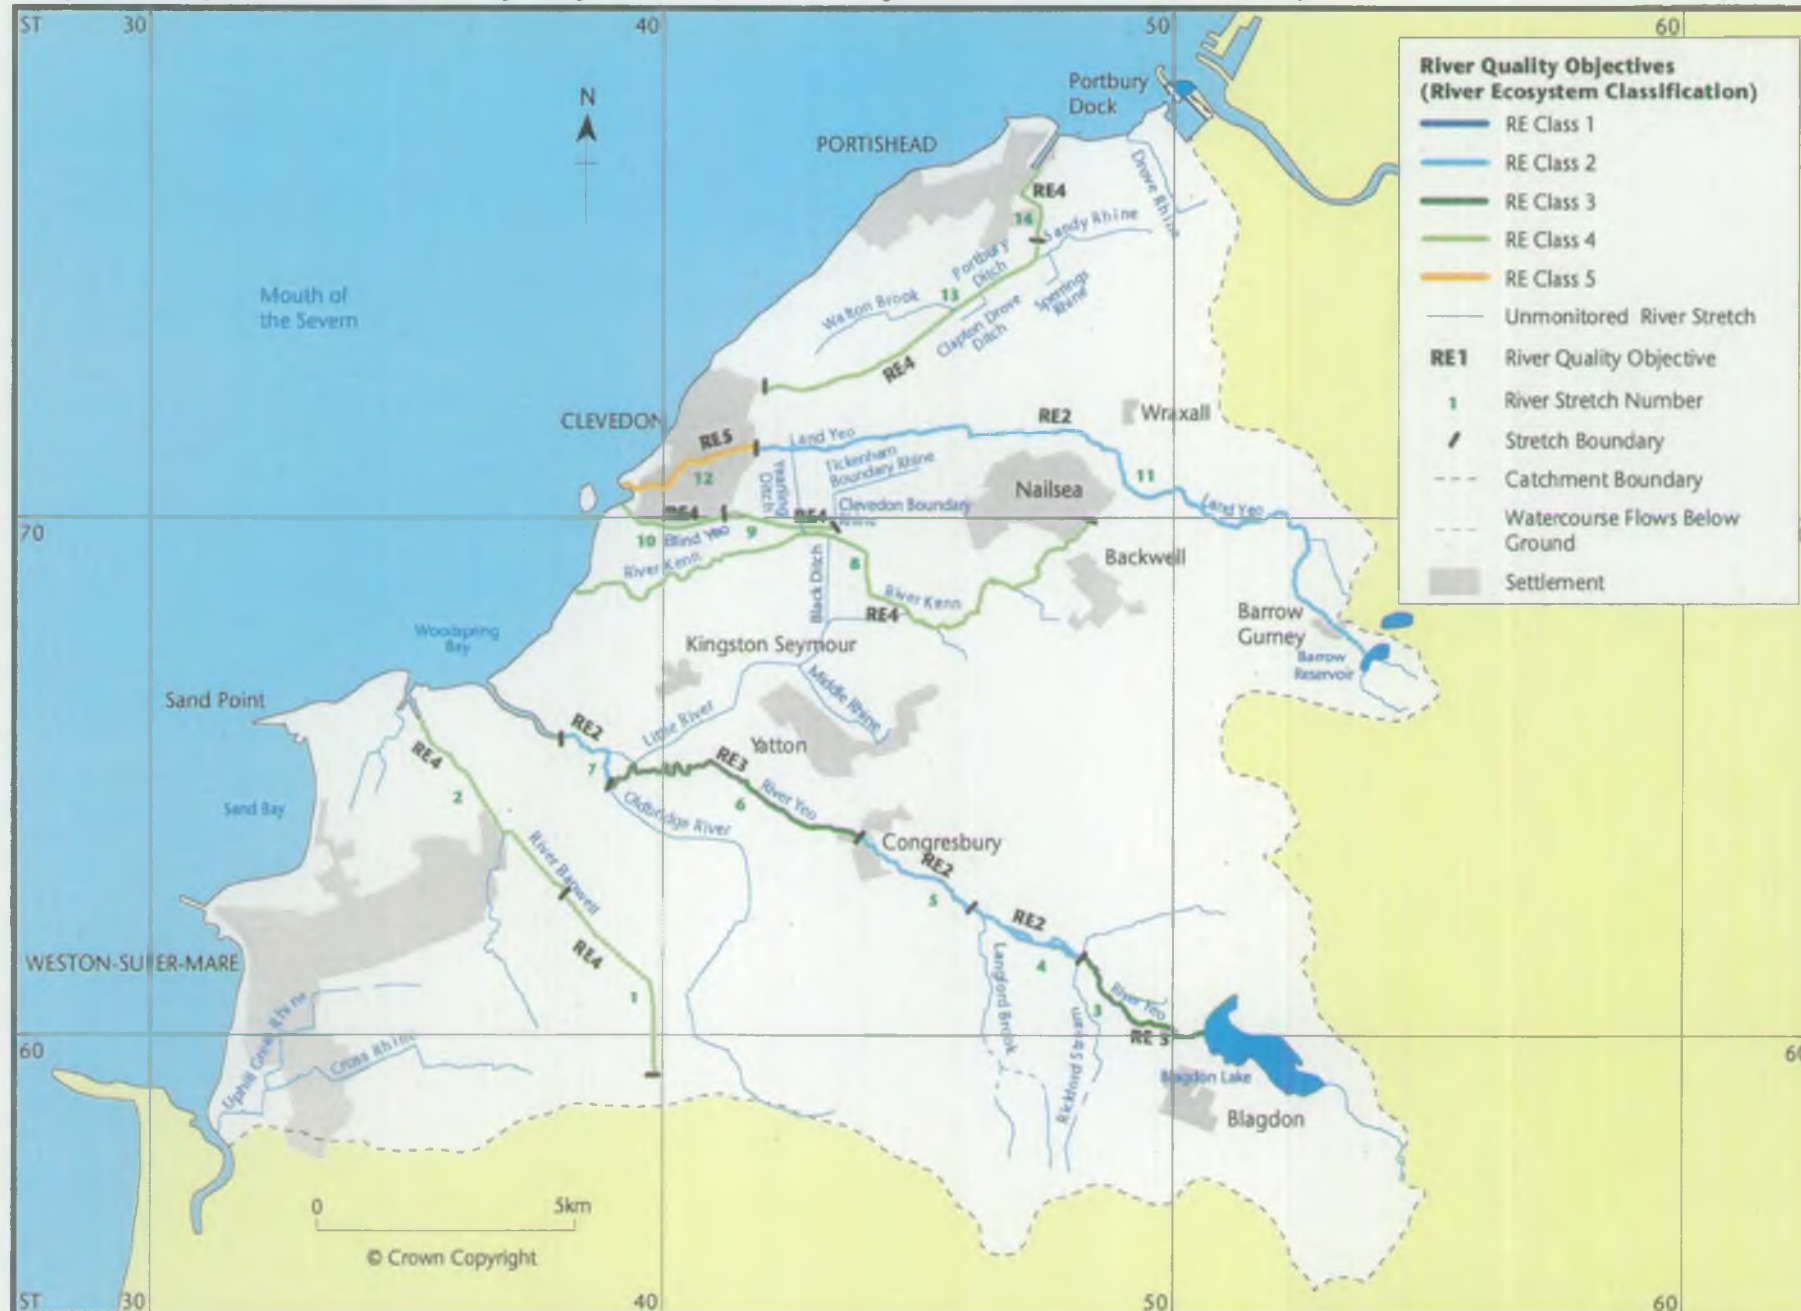 ST
30
40
50
60
N
Portbury
Dock
PORTISHEAD
Drove Rhine
RE4
14
Sandy Rhine
Portbury
Ditch
13
Sperrings
Rhine
Walton Brook
Clapton Drove
Ditch
RE4
Mouth of
the Severn
CLEVEDON
Wraxall
RE2
RE5
Land Yeo
Tickenham
Boundary Rhine
12
Yearling
Ditch
11
Nailsea
Clevedon Boundary
Rhine
Land Yeo
70
RE4
RE4
10
Blind Yeo
9
River Kenn
8
Backwell
Black Ditch
River Kenn
RE4
Barrow
Gurney
Barrow
Reservoir
Woodspring
Bay
Kingston Seymour
Sand Point
Middle Rhine
Little River
RE2
Yatton
RE4
RE3
7
2
River Yeo
Sand Bay
6
Oldbridge River
Congresbury
River Banwell
RE2
5
RE2
WESTON-SUPER-MARE
RE4
4
Langford Brook
1
River Yeo
3
RE 3
Rickford Stream
Uphill Great Rhine
60
60
Cross Rhine
Blagdon Lake
Blagdon
0
5km
© Crown Copyright
ST
30
40
50
60
River Quality Objectives
(River Ecosystem Classification)
RE Class 1
RE Class 2
RE Class 3
RE Class 4
RE Class 5
Unmonitored River Stretch
RE1 River Quality Objective
1 River Stretch Number
Stretch Boundary
Catchment Boundary
Watercourse Flows Below
Ground
Settlement